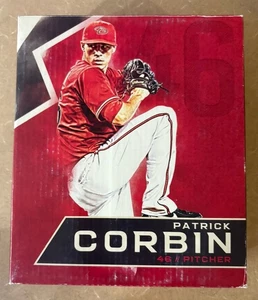 46
PATRICK
CORBIN
46 / PITCHER